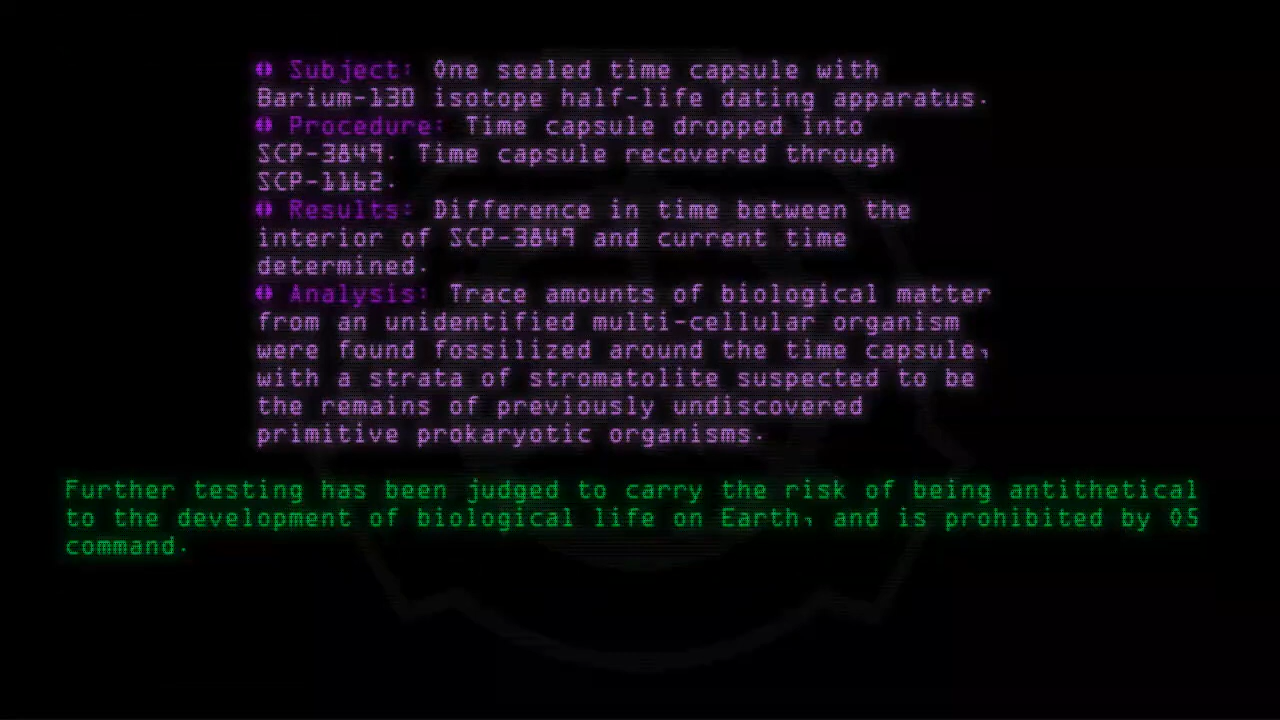 Subject: One sealed time capsule with
Barium-130 isotope half-life dating apparatus.
Procedure: Time capsule dropped into
SCP-3849. Time capsule recovered through
SCP-1162.
Results: Difference in time between the
interior of SCP-3849 and current time
determined.
Analysis: Trace amounts of biological matter
from an unidentified multi-cellular organism
were found fossilized around the time capsule,
with a strata of stromatolite suspected to be
the remains of previously undiscovered
primitive prokaryotic organisms.
Further testing has been judged to carry the risk of being antithetical
to the development of biological life on Earth, and is prohibited by O5
command.